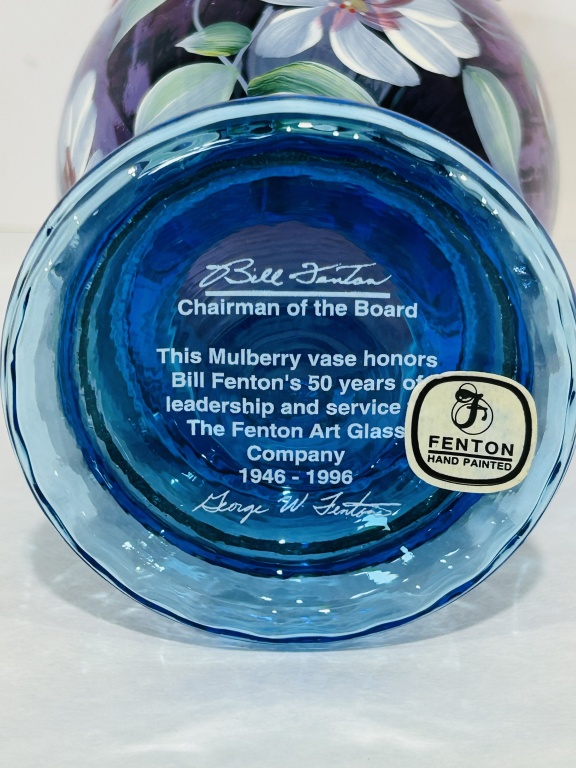 Bill Fenton
Chairman of the Board
This Mulberry vase honors
Bill Fenton's 50 years of
leadership and service
The Fenton Art Glass
Company
1946 - 1996
George W. Fenton
FENTON
HAND PAINTED